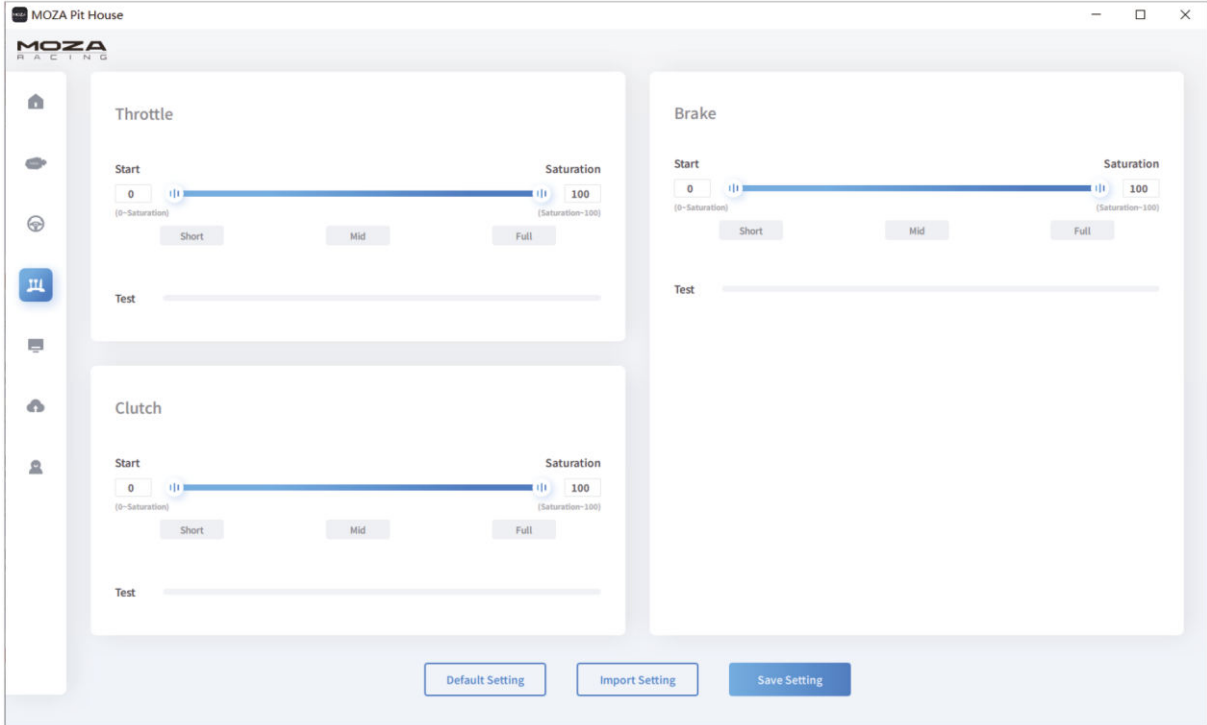 MOZA Pit House
MOZA
RACING
Throttle
Start Saturation
0 100
(0~Saturation) (Saturation~100)
Short Mid Full
Test
Clutch
Start Saturation
0 100
(0~Saturation) (Saturation~100)
Short Mid Full
Test
Brake
Start Saturation
0 100
(0~Saturation) (Saturation~100)
Short Mid Full
Test
Default Setting Import Setting Save Setting